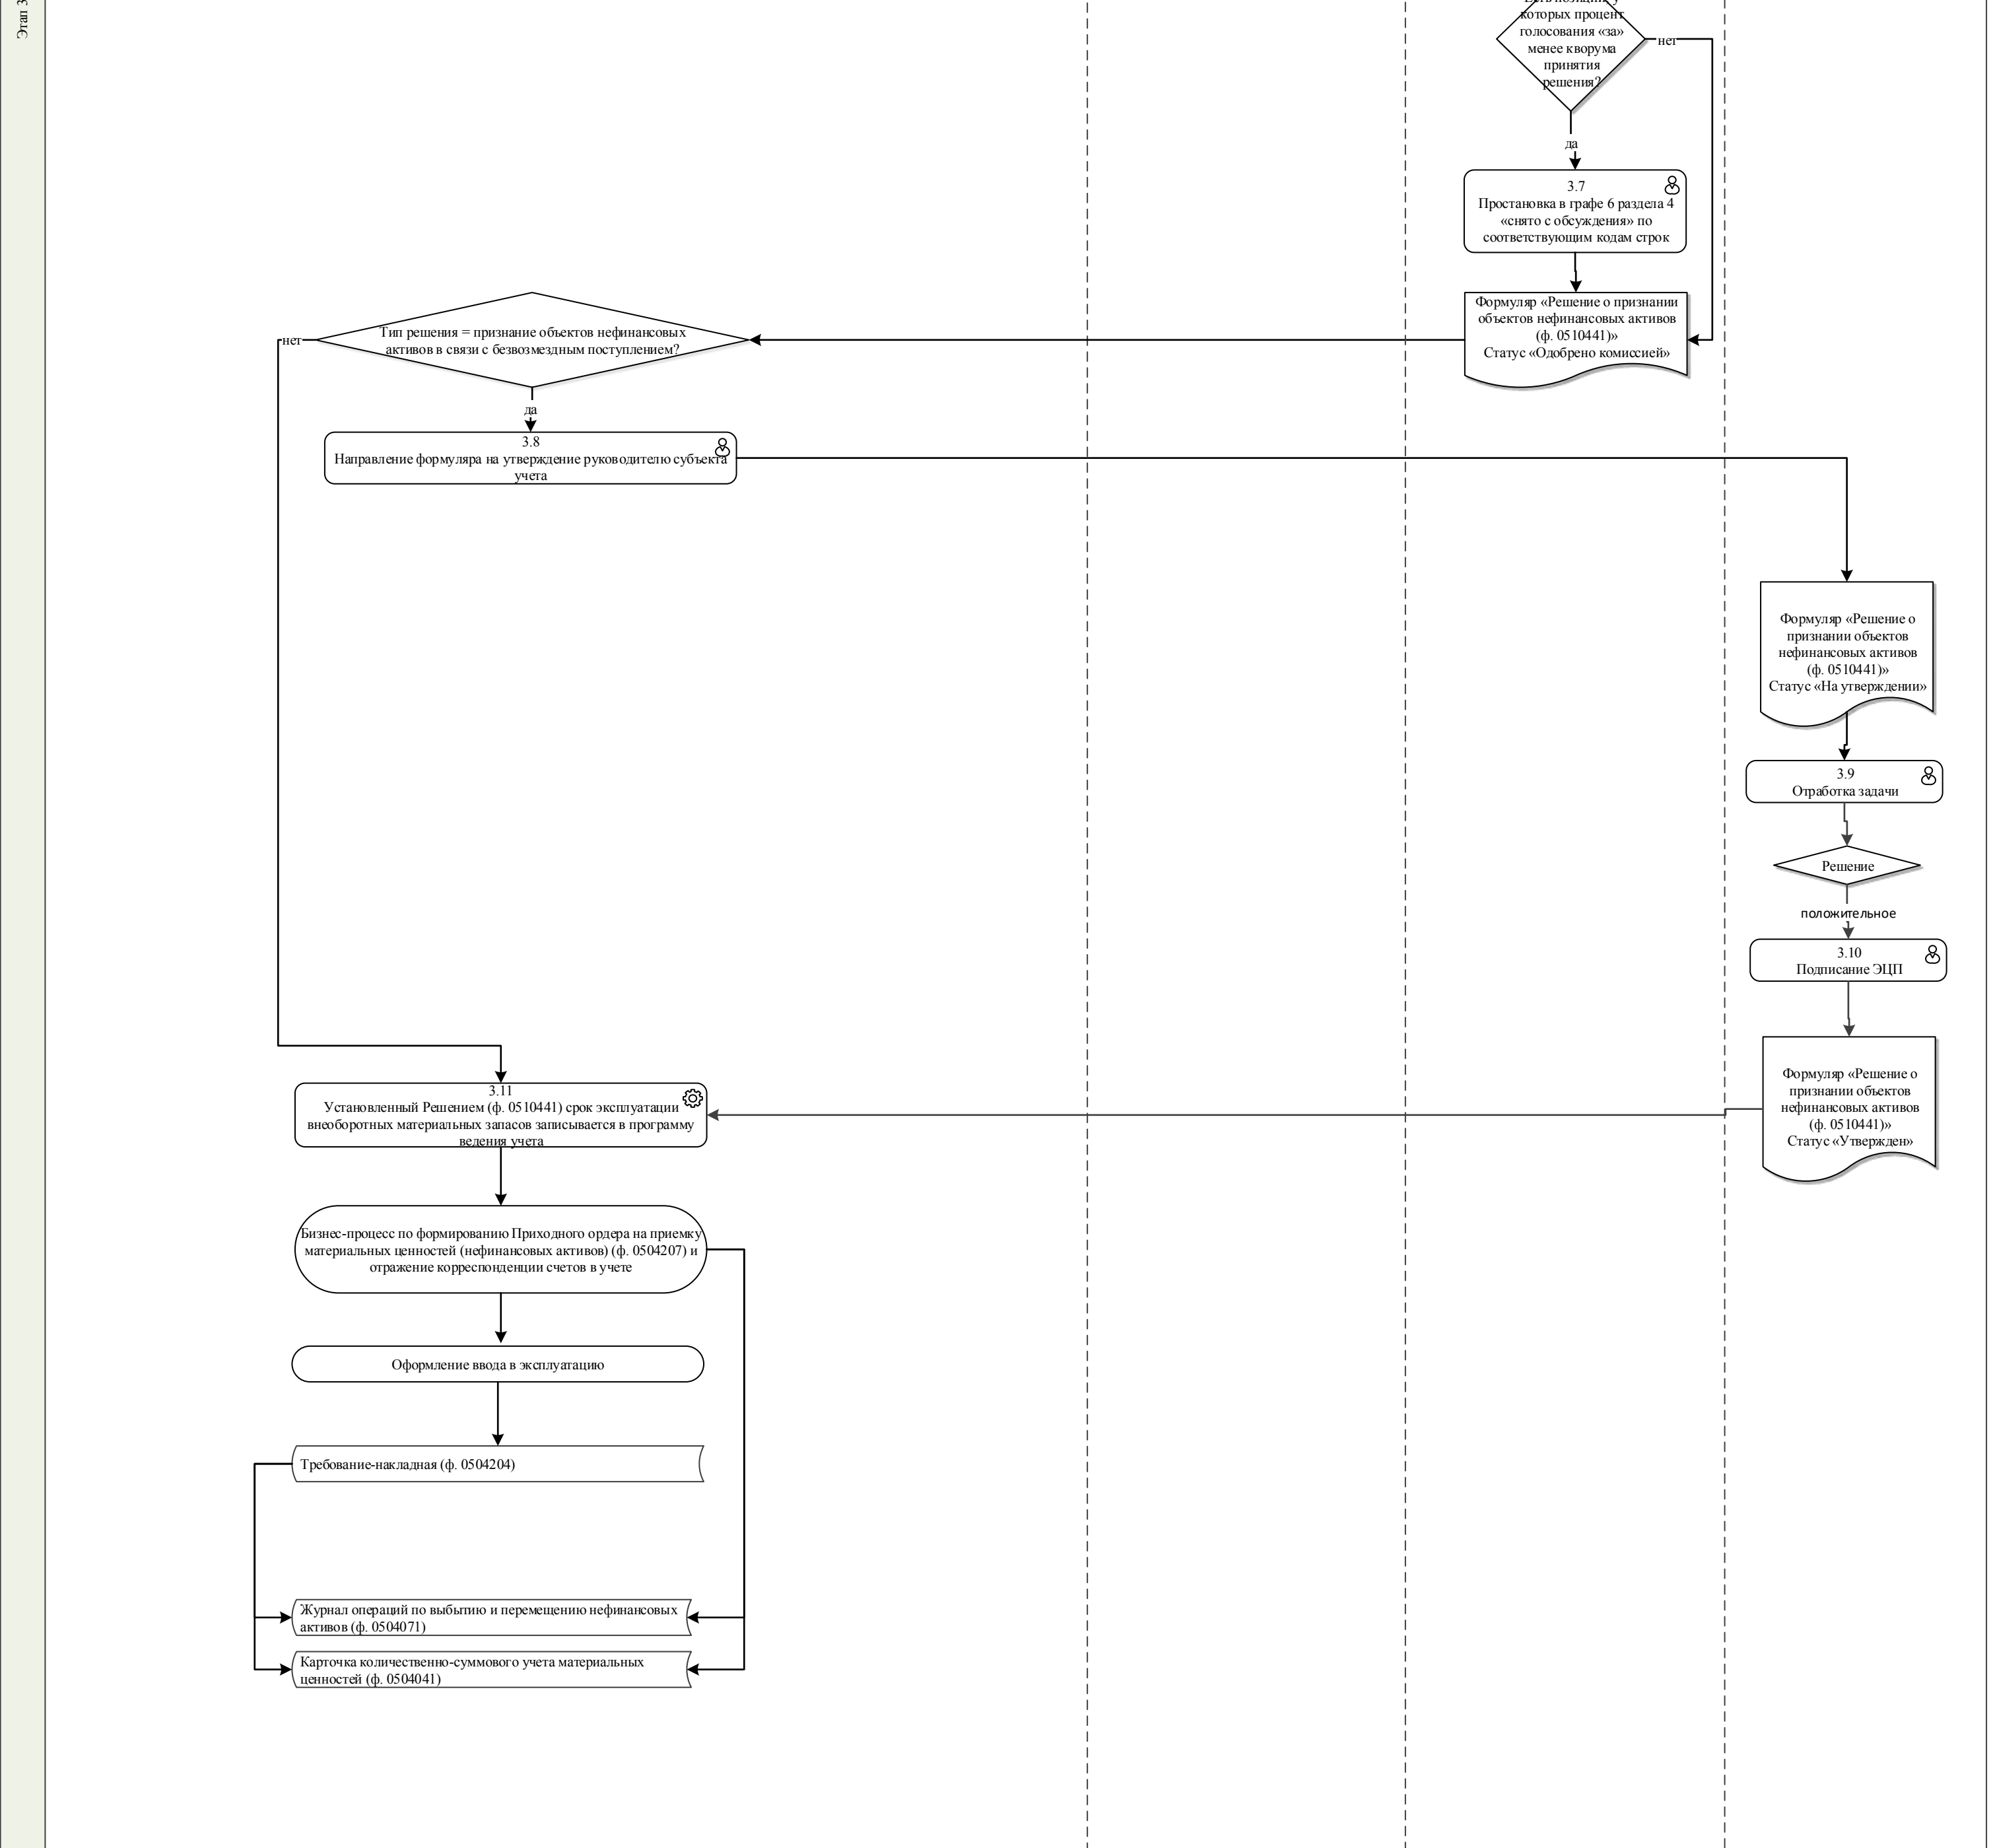 Этап 3
которых процент
голосования «за»
менее кворума
принятия
решения?
нет
да
3.7
Простановка в графе 6 раздела 4
«снято с обсуждения» по
соответствующим кодам строк
Формуляр «Решение о признании
объектов нефинансовых активов
(ф. 0510441)»
Статус «Одобрено комиссией»
Тип решения = признание объектов нефинансовых
активов в связи с безвозмездным поступлением?
нет
да
3.8
Направление формуляра на утверждение руководителю субъекта
учета
Формуляр «Решение о
признании объектов
нефинансовых активов
(ф. 0510441)»
Статус «На утверждении»
3.9
Отработка задачи
Решение
положительное
3.10
Подписание ЭЦП
Формуляр «Решение о
признании объектов
нефинансовых активов
(ф. 0510441)»
Статус «Утвержден»
3.11
Установленный Решением (ф. 0510441) срок эксплуатации
внеоборотных материальных запасов записывается в программу
ведения учета
Бизнес-процесс по формированию Приходного ордера на приемку
материальных ценностей (нефинансовых активов) (ф. 0504207) и
отражение корреспонденции счетов в учете
Оформление ввода в эксплуатацию
Требование-накладная (ф. 0504204)
Журнал операций по выбытию и перемещению нефинансовых
активов (ф. 0504071)
Карточка количественно-суммового учета материальных
ценностей (ф. 0504041)